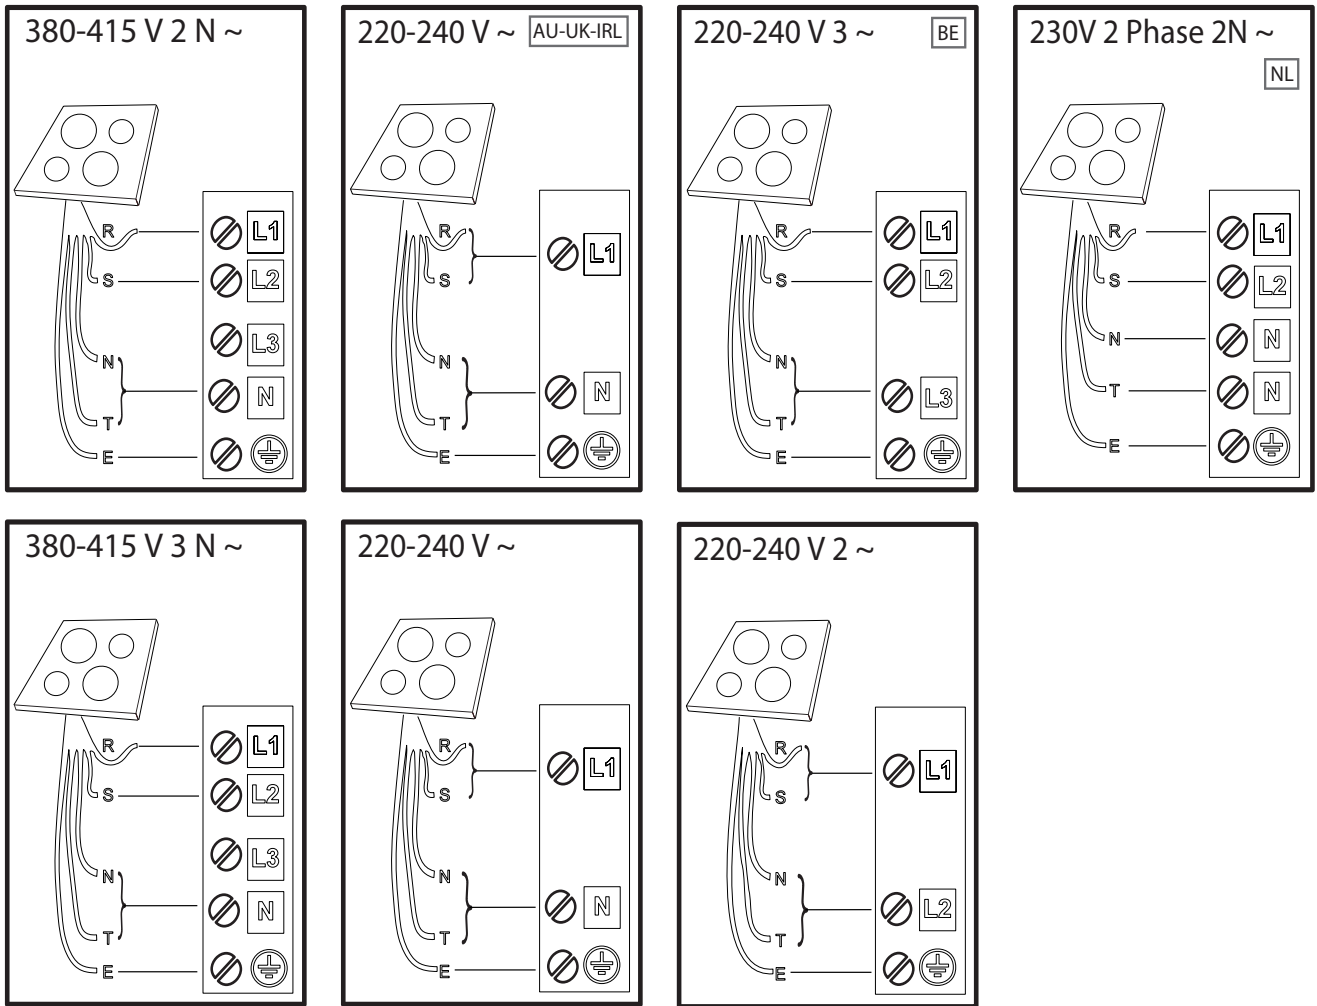 380-415 V 2 N ~
R L1
S L2
L3
N
N
T
E
220-240 V ~ AU-UK-IRL
R
L1
S
N
N
T
E
220-240 V 3 ~ BE
R L1
S L2
N
L3
T
E
230V 2 Phase 2N ~
NL
R L1
S L2
N N
T N
E
380-415 V 3 N ~
R L1
S L2
L3
N
N
T
E
220-240 V ~
R
L1
S
N
N
T
E
220-240 V 2 ~
R
L1
S
N
L2
T
E